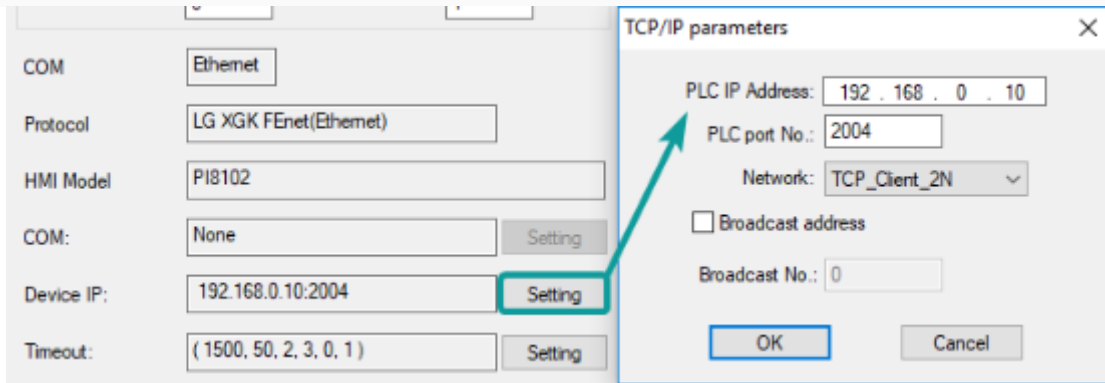 COM
Ethernet
Protocol
LG XGK FEnet(Ethernet)
HMI Model
PI8102
COM:
None
Setting
Device IP:
192.168.0.10:2004
Setting
Timeout:
( 1500, 50, 2, 3, 0, 1 )
Setting
TCP/IP parameters
PLC IP Address:
192 . 168 . 0 . 10
PLC port No.:
2004
Network:
TCP_Client_2N
Broadcast address
Broadcast No.:
0
OK
Cancel